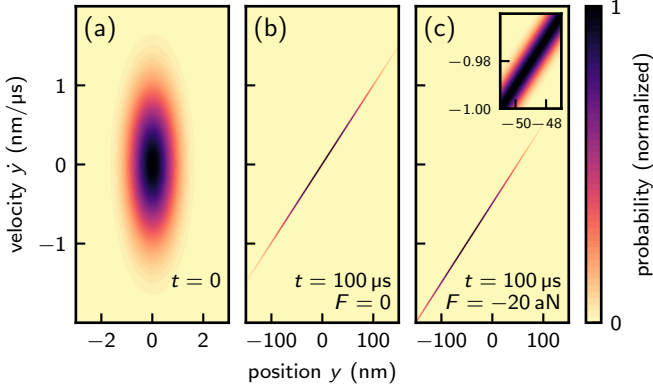 (a)
(b)
(c)
velocity ẏ (nm/μs)
1
0
−1
t = 0
t = 100 μs
F = 0
t = 100 μs
F = −20 aN
−0.98
−1.00
−50 −48
−2 0 2
−100 0 100
−100 0 100
position y (nm)
1
0
probability (normalized)